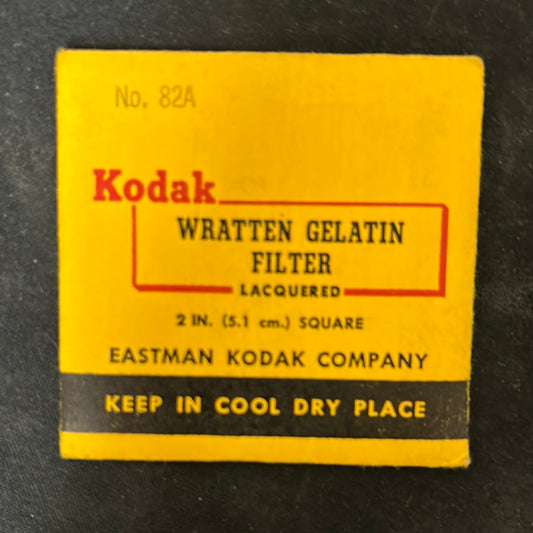 No. 82A
Kodak
WRATTEN GELATIN
FILTER
LACQUERED
2 IN. (5.1 cm.) SQUARE
EASTMAN KODAK COMPANY
KEEP IN COOL DRY PLACE